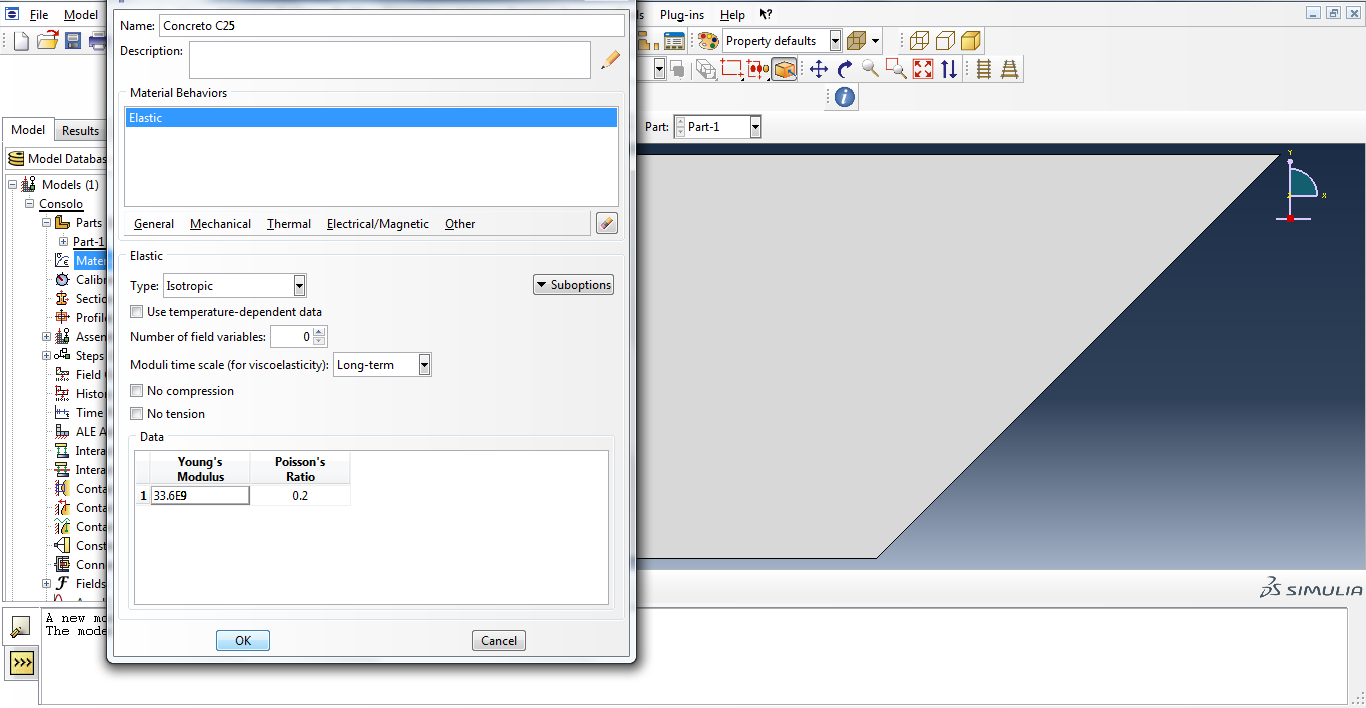 File Model
ls Plug-ins Help
Property defaults
Model Results
Part: Part-1
Model Databas
Models (1)
Consolo
Parts
Part-1
Mate
Calibr
Sectio
Profile
Assen
Steps
Field
Histo
Time
ALE A
Intera
Intera
Conta
Conta
Conta
Const
Conn
Fields
Name: Concreto C25
Description:
Material Behaviors
Elastic
General Mechanical Thermal Electrical/Magnetic Other
Elastic
Type: Isotropic Suboptions
Use temperature-dependent data
Number of field variables: 0
Moduli time scale (for viscoelasticity): Long-term
No compression
No tension
Data
Young's Modulus Poisson's Ratio
1 33.6E9 0.2
OK Cancel
Y
X
SIMULIA
A new mo
The mode
>>>